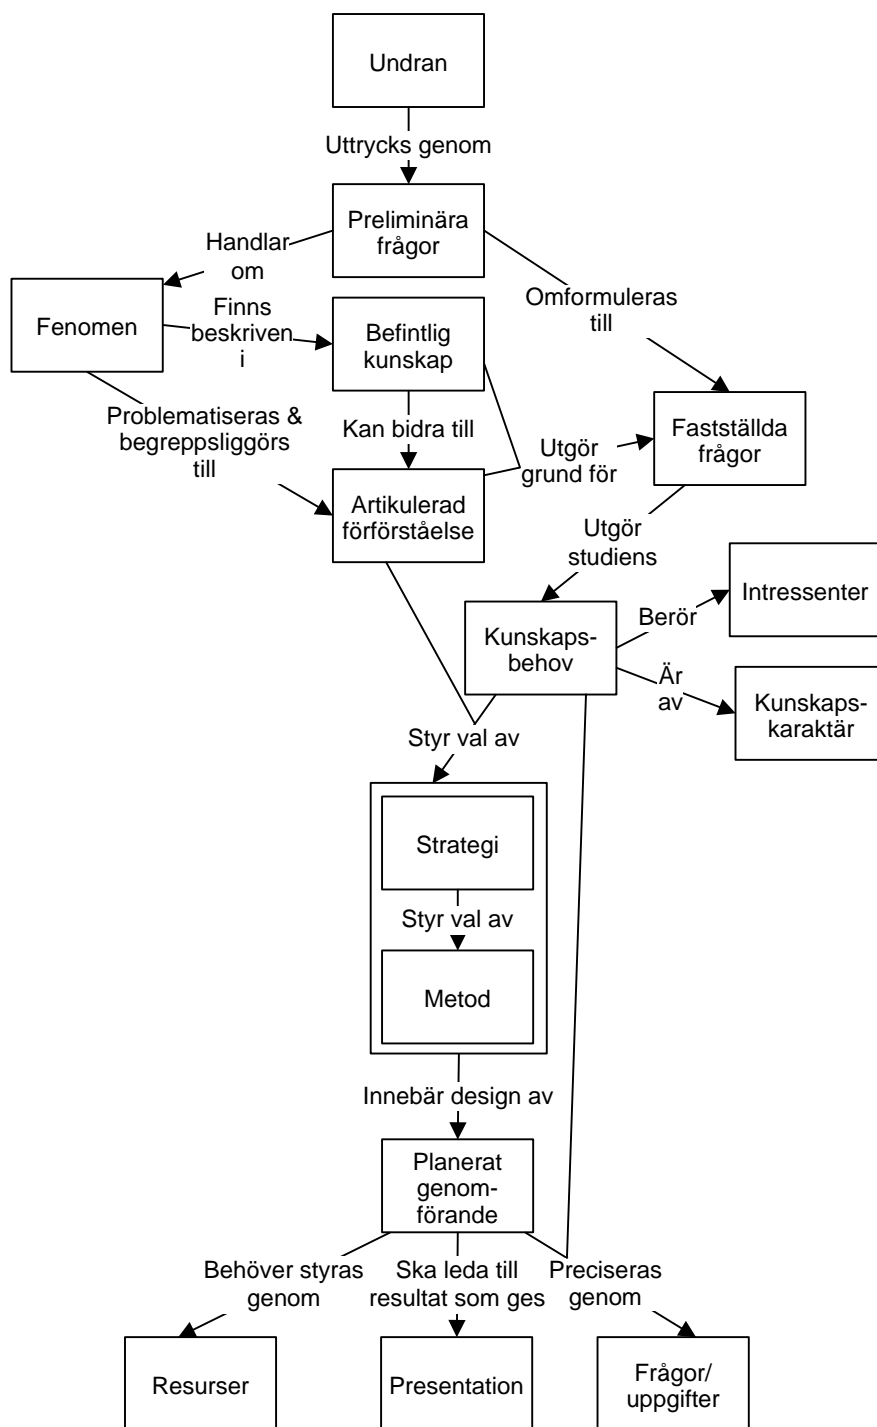 Undran
Uttrycks genom
Preliminära
frågor
Handlar
om
Omformuleras
till
Fenomen
Finns
beskriven
i
Befintlig
kunskap
Problematiseras &
begreppsliggörs
till
Kan bidra till
Utgör
grund för
Fastställda
frågor
Artikulerad
förförståelse
Utgör
studiens
Intressenter
Berör
Kunskaps-
behov
Är
av
Kunskaps-
karaktär
Styr val av
Strategi
Styr val av
Metod
Innebär design av
Planerat
genom-
förande
Behöver styras
genom
Ska leda till
resultat som ges
Preciseras
genom
Resurser
Presentation
Frågor/
uppgifter